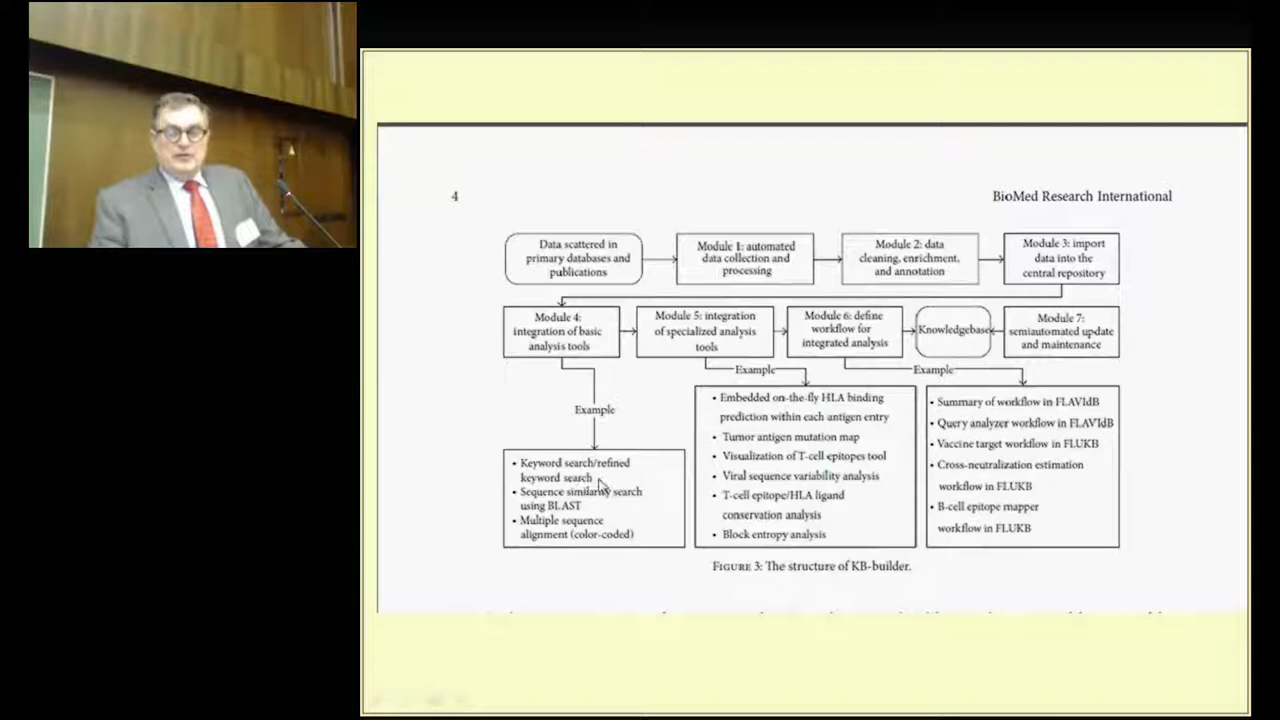 4
BioMed Research International
Data scattered in
primary databases and
publications
Module 1: automated
data collection and
processing
Module 2: data
cleaning, enrichment,
and annotation
Module 3: import
data into the
central repository
Module 4:
integration of basic
analysis tools
Module 5: integration
of specialized analysis
tools
Module 6: define
workflow for
integrated analysis
Knowledgebase
Module 7:
semiautomated update
and maintenance
Example
Example
Example
• Keyword search/refined
keyword search
• Sequence similarity search
using BLAST
• Multiple sequence
alignment (color-coded)
• Embedded on-the-fly HLA binding
prediction within each antigen entry
• Tumor antigen mutation map
• Visualization of T-cell epitopes tool
• Viral sequence variability analysis
• T-cell epitope/HLA ligand
conservation analysis
• Block entropy analysis
• Summary of workflow in FLAVIdB
• Query analyzer workflow in FLAVIdB
• Vaccine target workflow in FLUKB
• Cross-neutralization estimation
workflow in FLUKB
• B-cell epitope mapper
workflow in FLUKB
FIGURE 3: The structure of KB-builder.